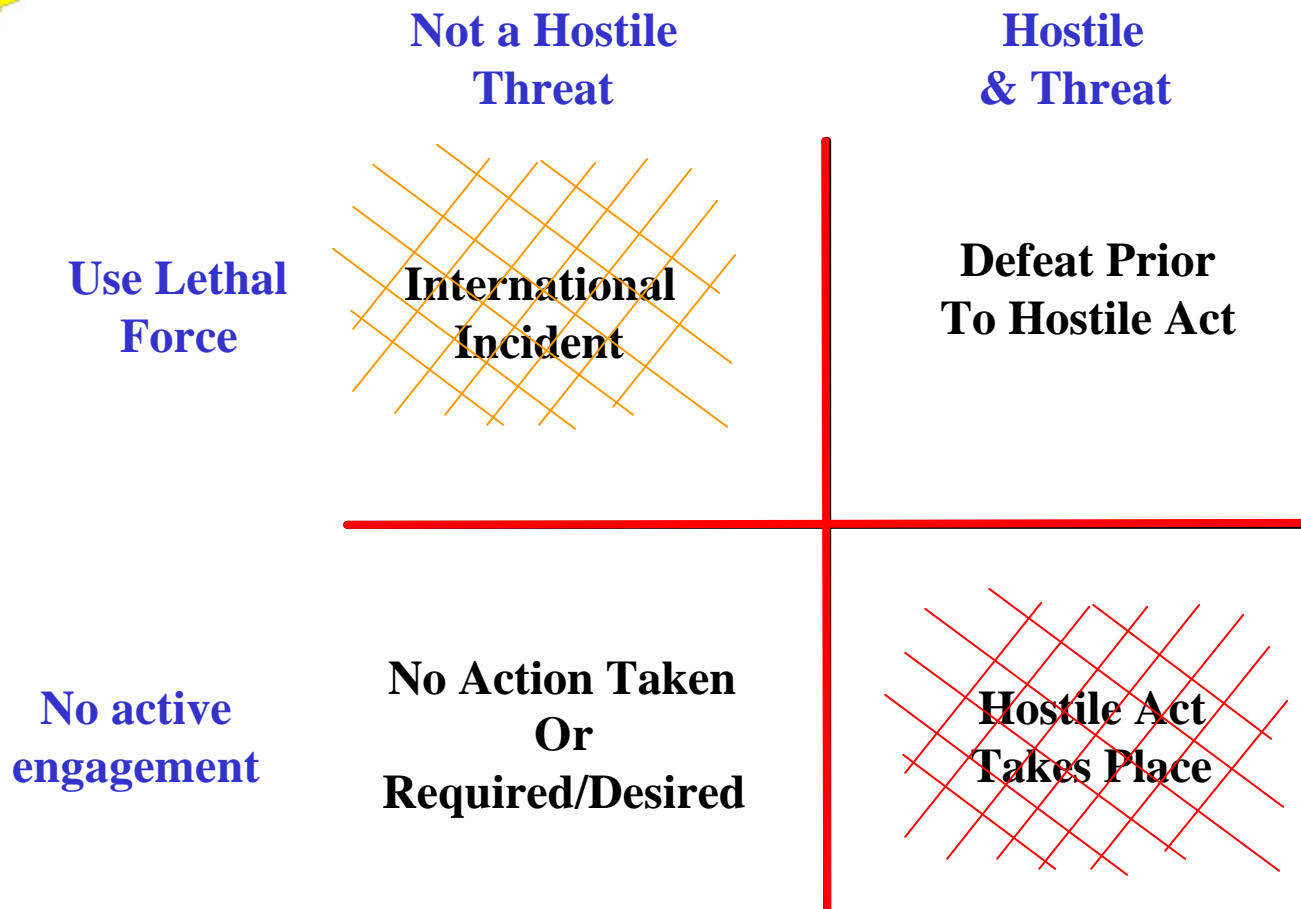 Not a Hostile
Threat
Hostile
& Threat
Use Lethal
Force
International
Incident
Defeat Prior
To Hostile Act
No active
engagement
No Action Taken
Or
Required/Desired
Hostile Act
Takes Place